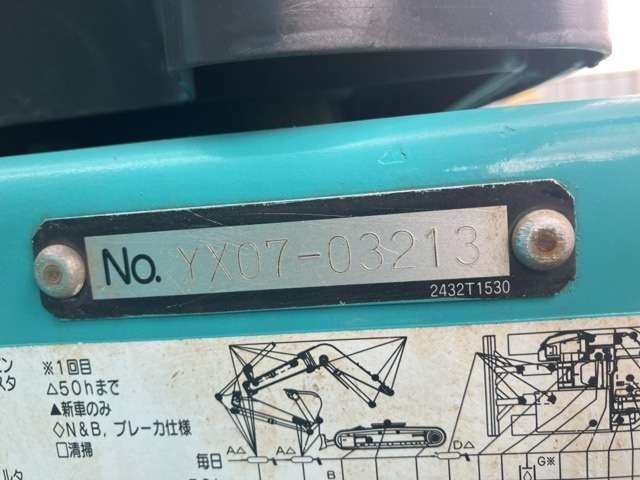 No. YX07-03213
2432T1530
※1回目
△50hまで
▲新車のみ
◇N&B, ブレーカ仕様
□清掃
毎日
A△ A△ D△
B G※